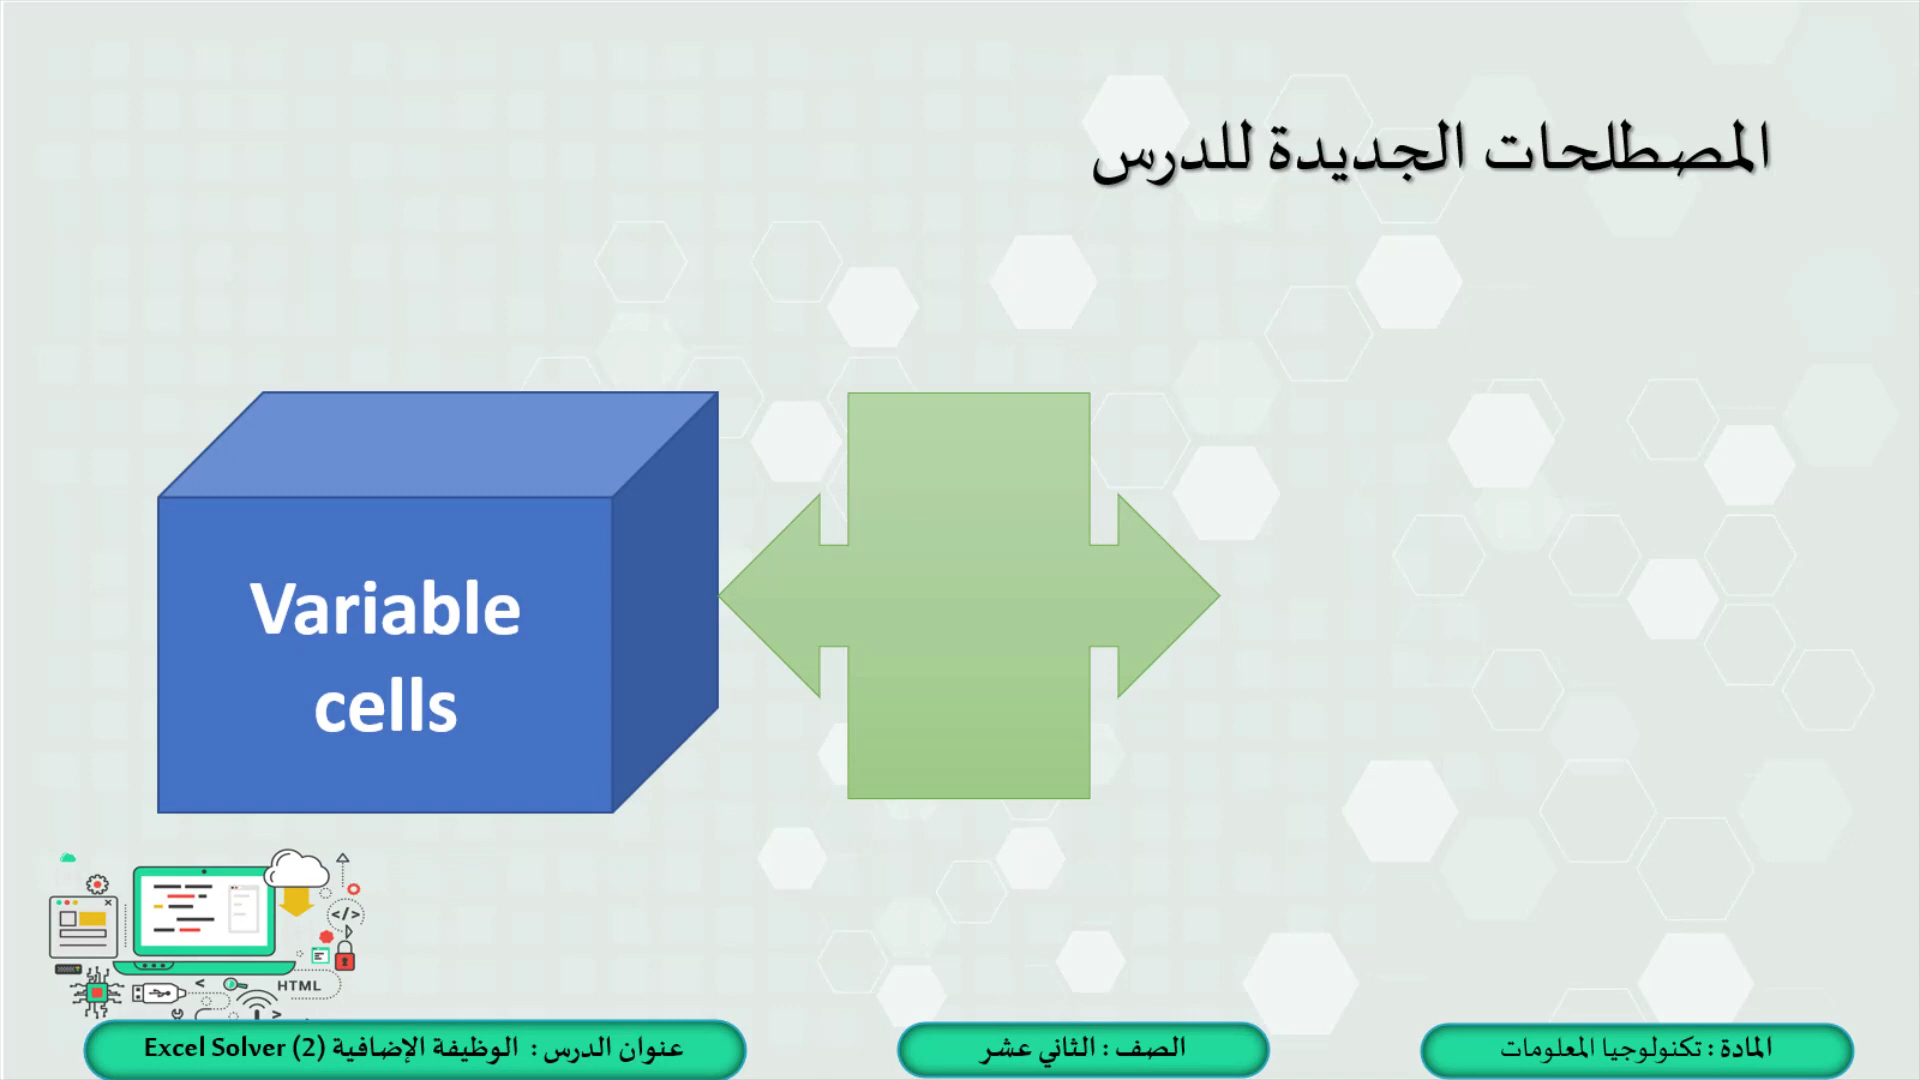 المصطلحات الجديدة للدرس
Variable
cells
</>
HTML
المادة : تكنولوجيا المعلومات
الصف : الثاني عشر
عنوان الدرس : الوظيفة الإضافية Excel Solver (2)